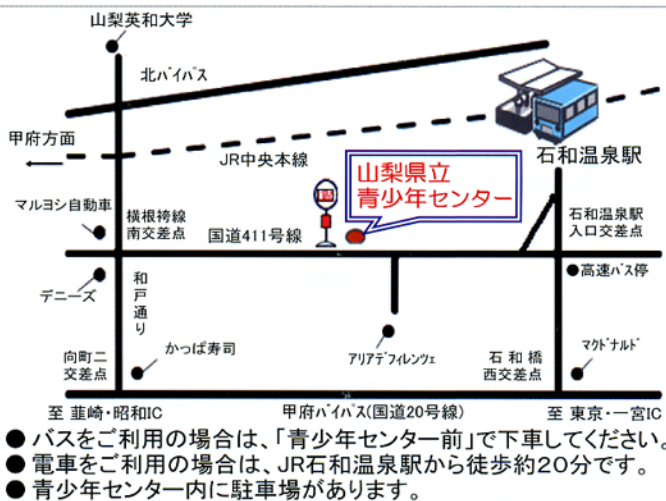 山梨英和大学
北バイパス
甲府方面
JR中央本線
石和温泉駅
山梨県立
青少年センター
マルヨシ自動車
横根袴線
南交差点
国道411号線
石和温泉駅
入口交差点
デニーズ
和戸通り
高速バス停
向町二
交差点
かっぱ寿司
アリアデフィレンツェ
石和橋
西交差点
マクドナルド
至 韮崎・昭和IC
甲府バイパス(国道20号線)
至 東京・一宮IC
● バスをご利用の場合は、「青少年センター前」で下車してください。
● 電車をご利用の場合は、JR石和温泉駅から徒歩約20分です。
● 青少年センター内に駐車場があります。